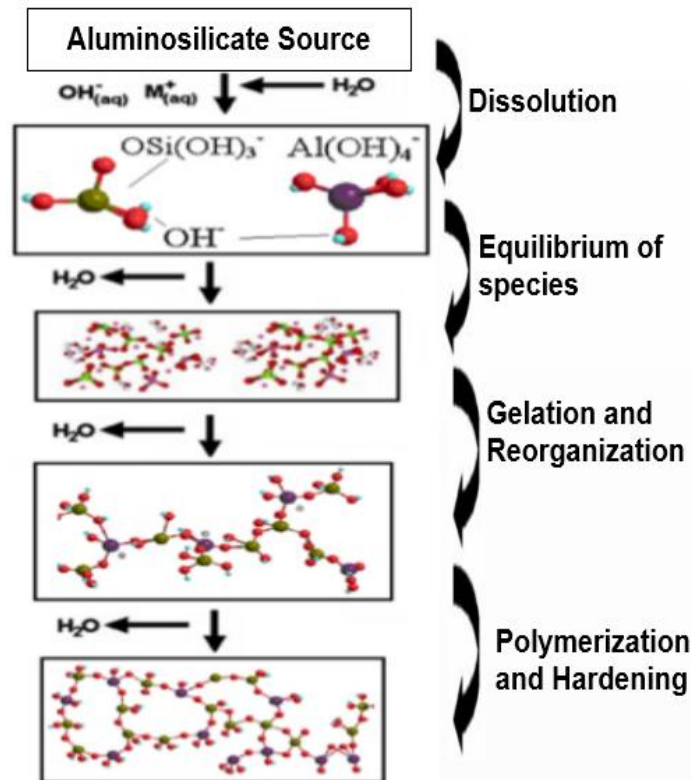 Aluminosilicate Source
OH⁻(aq) M⁺(aq) H₂O
Dissolution
OSi(OH)₃⁻ Al(OH)₄⁻
OH⁻
Equilibrium of
species
H₂O
Gelation and
Reorganization
H₂O
Polymerization
and Hardening
H₂O